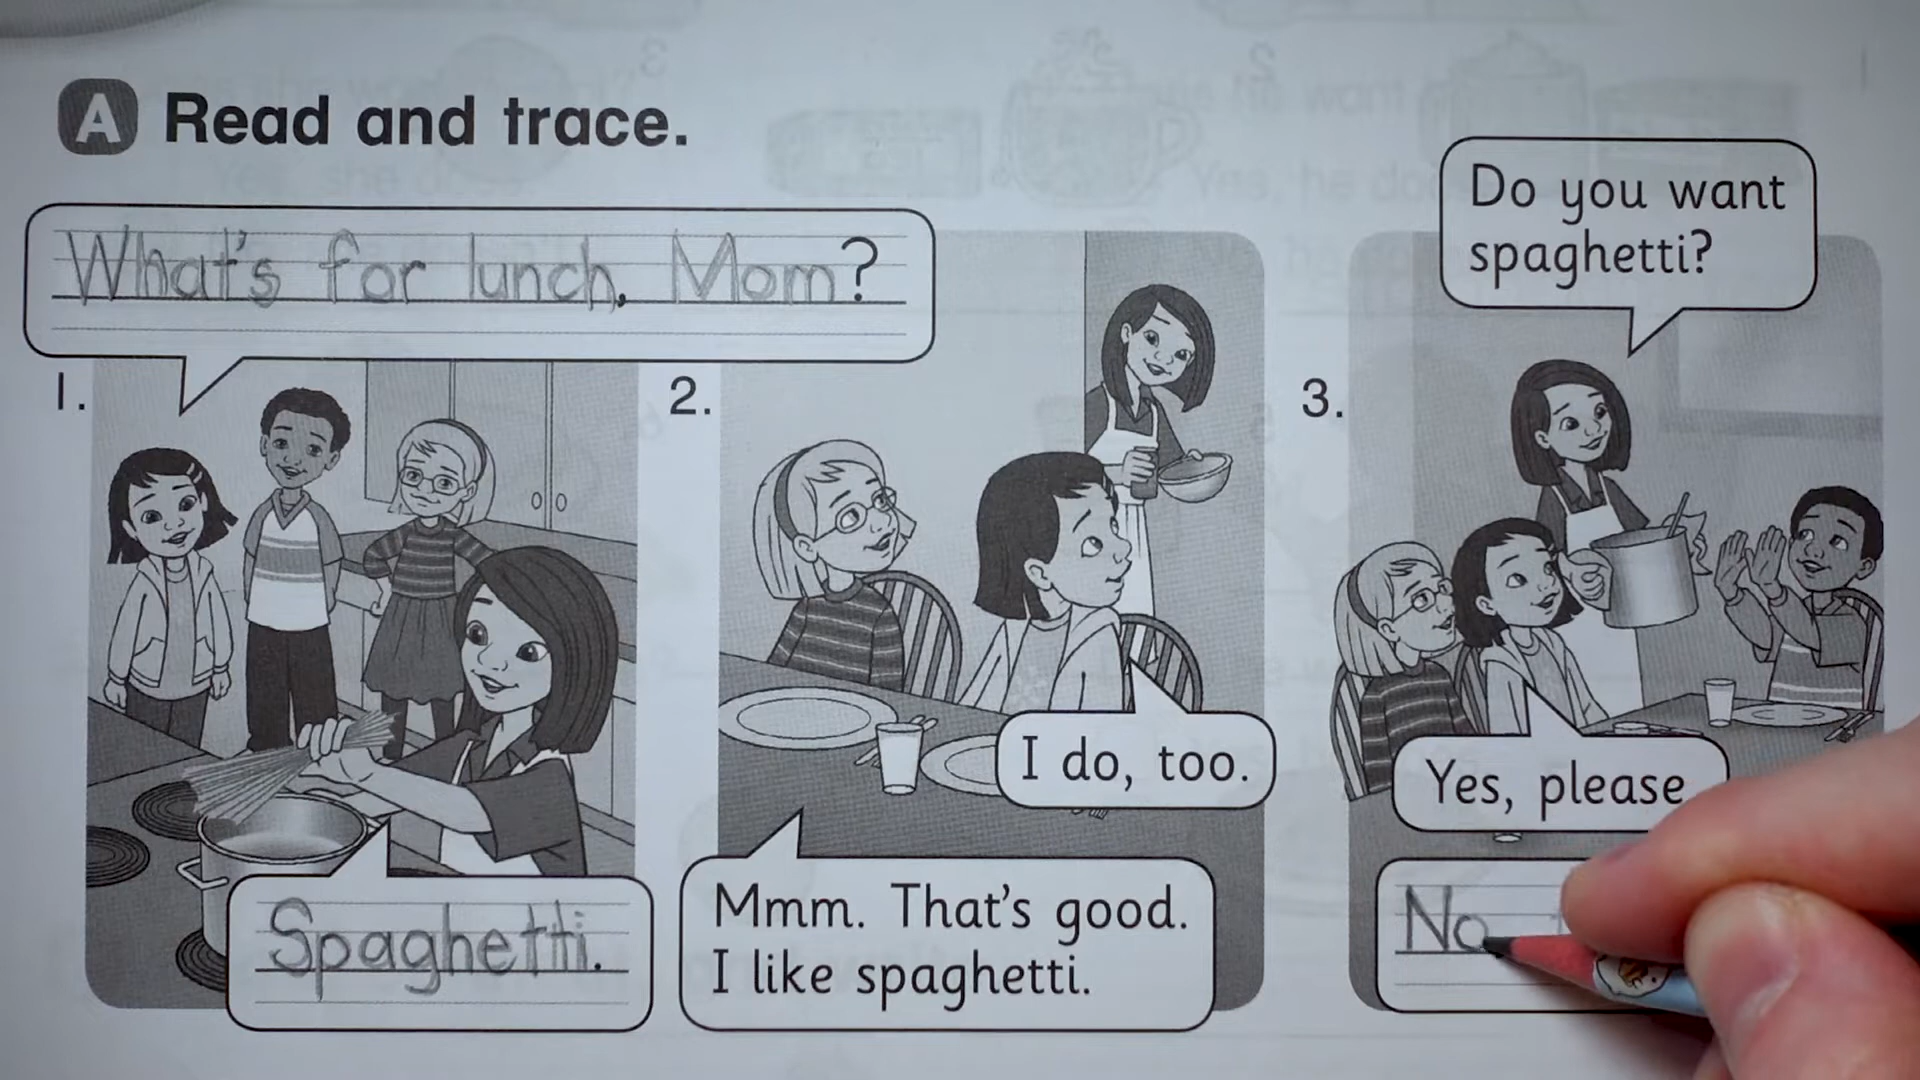 A Read and trace.
What's for lunch, Mom?
1.
Spaghetti.
2.
I do, too.
Mmm. That's good.
I like spaghetti.
3.
Do you want
spaghetti?
Yes, please
No